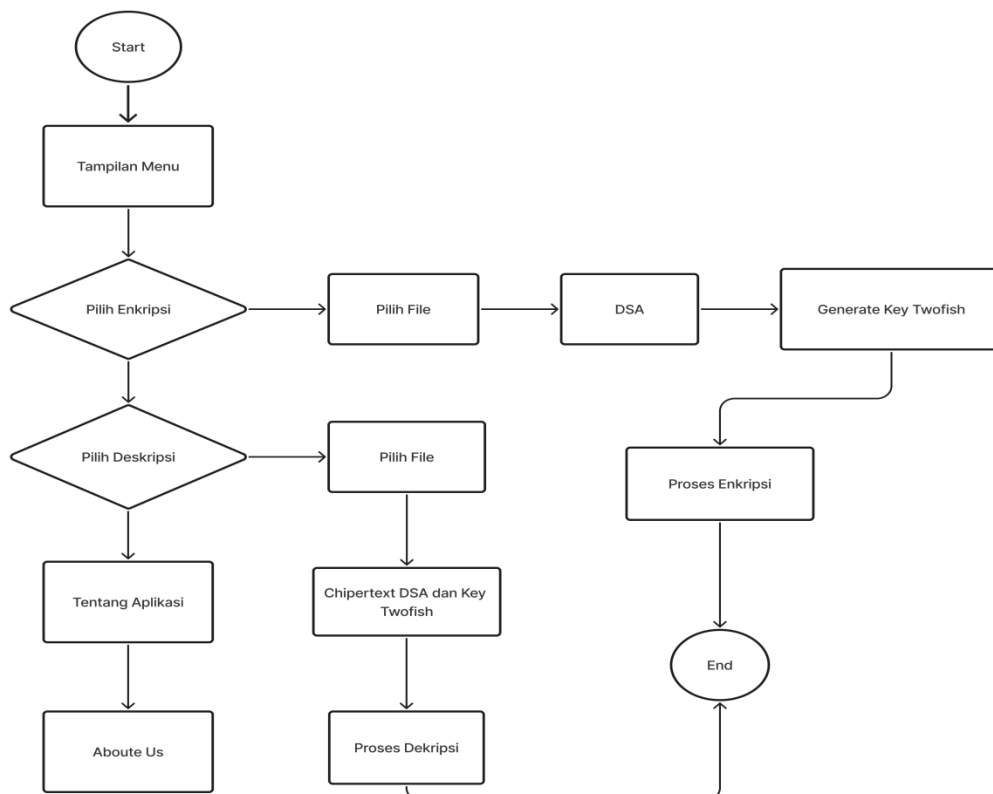 Start
Tampilan Menu
Pilih Enkripsi
Pilih File
DSA
Generate Key Twofish
Pilih Deskripsi
Pilih File
Proses Enkripsi
Tentang Aplikasi
Chipertext DSA dan Key
Twofish
End
Aboute Us
Proses Dekripsi